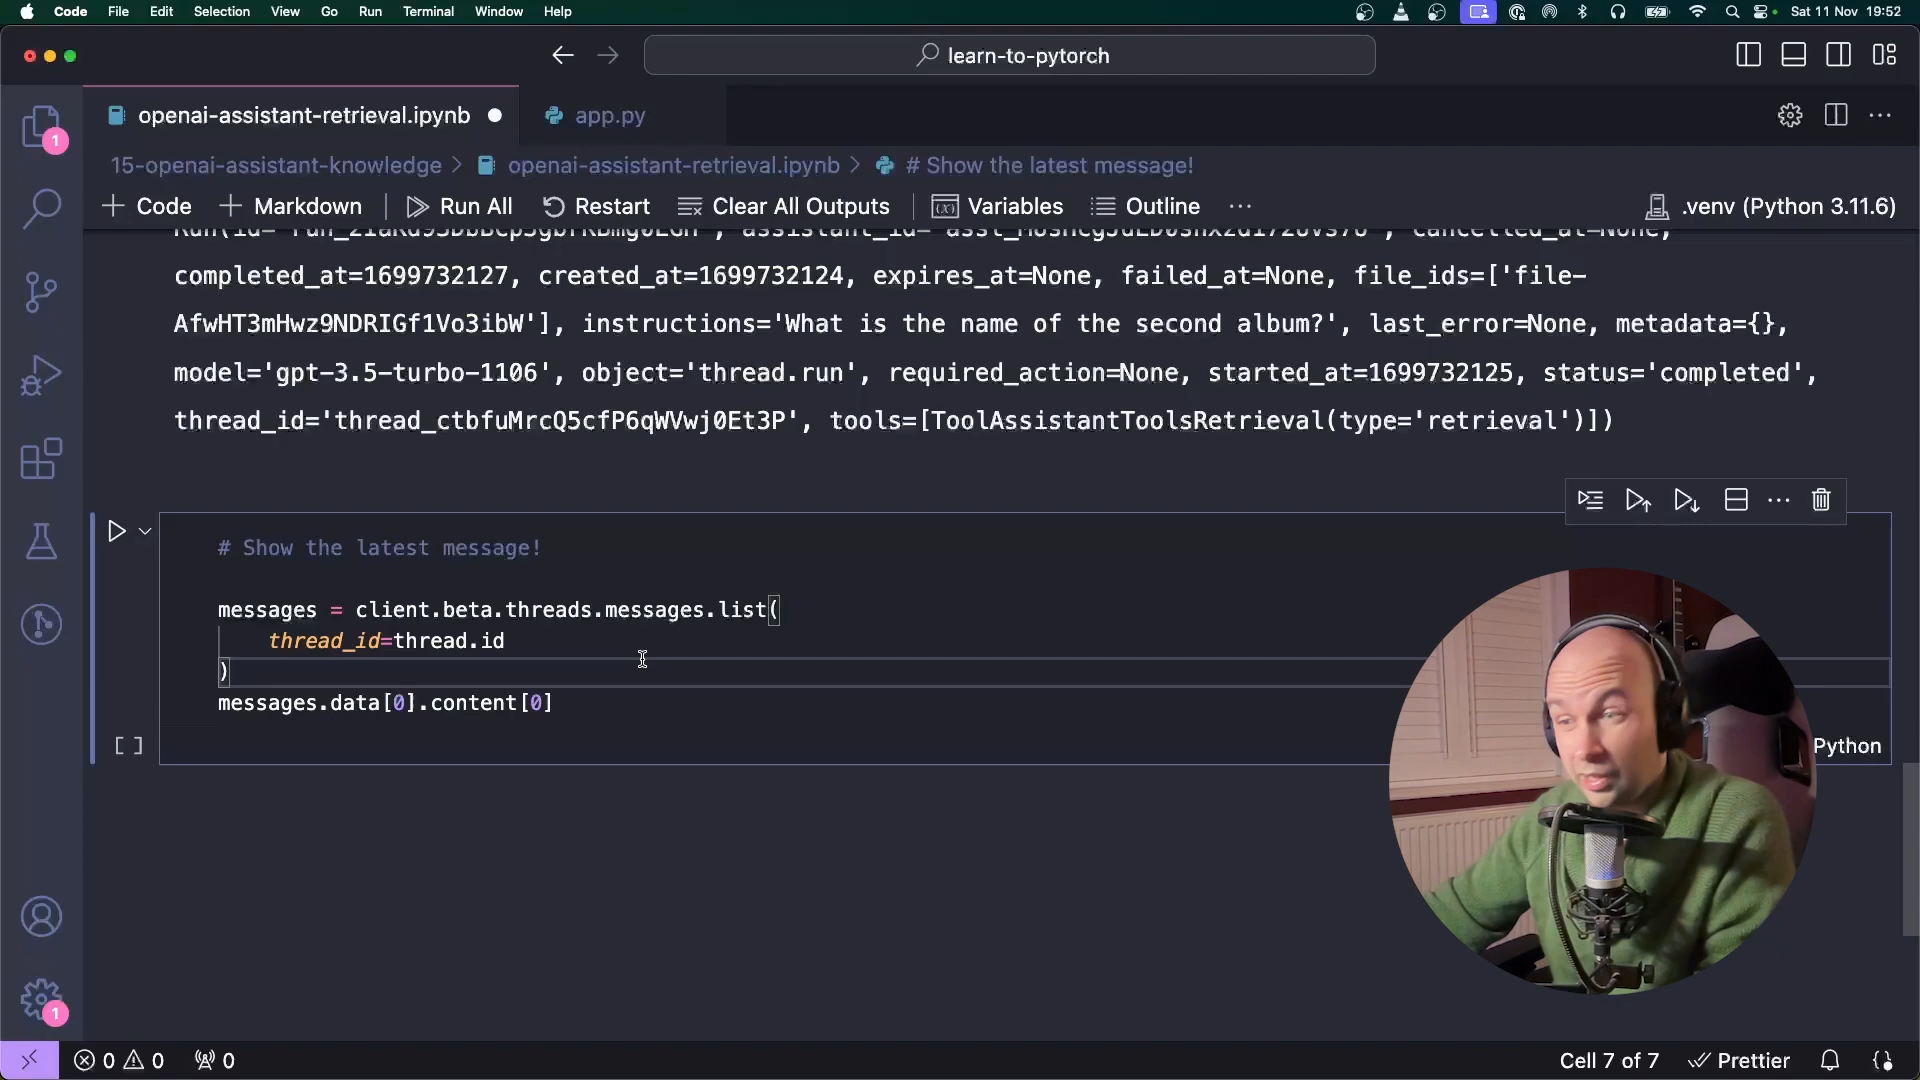 Code File Edit Selection View Go Run Terminal Window Help Sat 11 Nov 19:52
learn-to-pytorch
openai-assistant-retrieval.ipynb app.py
15-openai-assistant-knowledge > openai-assistant-retrieval.ipynb > # Show the latest message!
+ Code + Markdown Run All Restart Clear All Outputs Variables Outline ... .venv (Python 3.11.6)
cancelled_at=None,
completed_at=1699732127, created_at=1699732124, expires_at=None, failed_at=None, file_ids=['file-
AfwHT3mHwz9NDRIGf1Vo3ibW'], instructions='What is the name of the second album?', last_error=None, metadata={},
model='gpt-3.5-turbo-1106', object='thread.run', required_action=None, started_at=1699732125, status='completed',
thread_id='thread_ctbfuMrcQ5cfP6qWVwj0Et3P', tools=[ToolAssistantToolsRetrieval(type='retrieval')])
# Show the latest message!
messages = client.beta.threads.messages.list(
thread_id=thread.id
)
messages.data[0].content[0]
[ ] Python
1
1
0 0 0 Cell 7 of 7 Prettier